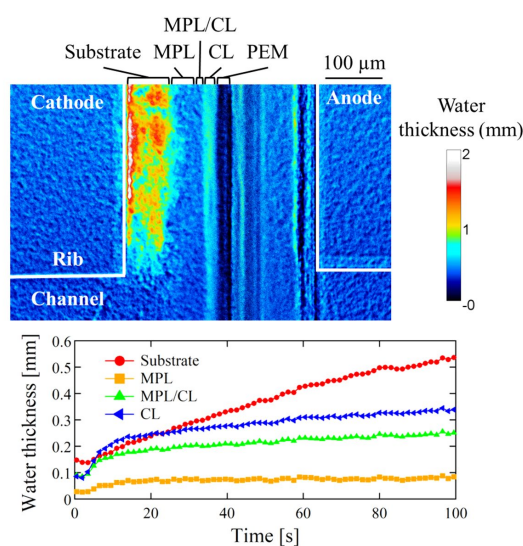 MPL/CL
Substrate MPL CL PEM
100 µm
Cathode
Anode
Rib
Channel
Water
thickness (mm)
2
1
-0
Water thickness [mm]
0.6
0.5
0.4
0.3
0.2
0.1
0
Substrate
MPL
MPL/CL
CL
0 20 40 60 80 100
Time [s]